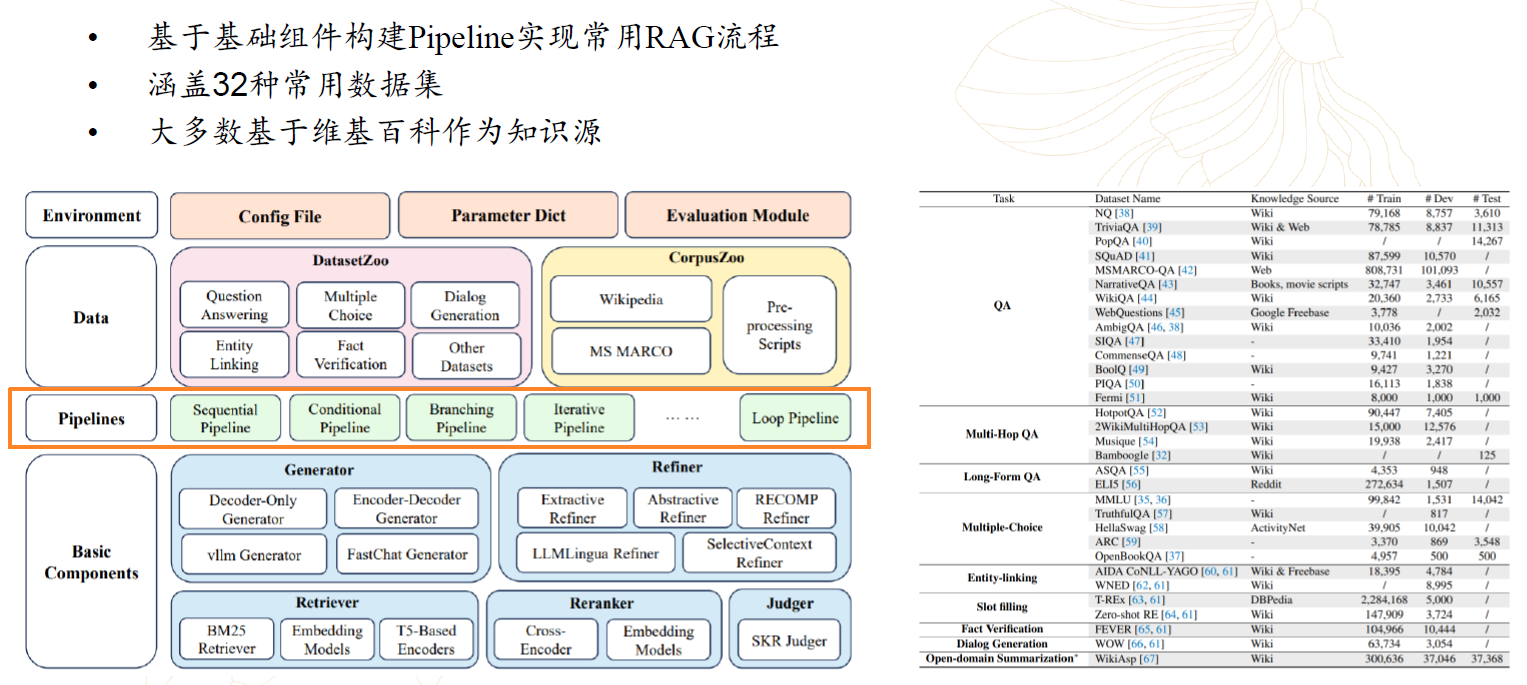 • 基于基础组件构建Pipeline实现常用RAG流程
• 涵盖32种常用数据集
• 大多数基于维基百科作为知识源
Environment
Config File
Parameter Dict
Evaluation Module
Data
DatasetZoo
Question
Answering
Multiple
Choice
Dialog
Generation
Entity
Linking
Fact
Verification
Other
Datasets
CorpusZoo
Wikipedia
MS MARCO
Pre-
processing
Scripts
Pipelines
Sequential
Pipeline
Conditional
Pipeline
Branching
Pipeline
Iterative
Pipeline
... ...
Loop Pipeline
Basic
Components
Generator
Decoder-Only
Generator
Encoder-Decoder
Generator
vllm Generator
FastChat Generator
Refiner
Extractive
Refiner
Abstractive
Refiner
RECOMP
Refiner
LLMLingua Refiner
SelectiveContext
Refiner
Retriever
BM25
Retriever
Embedding
Models
T5-Based
Encoders
Reranker
Cross-
Encoder
Embedding
Models
Judger
SKR Judger
Task Dataset Name Knowledge Source # Train # Dev # Test
QA
NQ [38] Wiki 79,168 8,757 3,610
TriviaQA [39] Wiki & Web 78,785 8,837 11,313
PopQA [40] Wiki / / 14,267
SQuAD [41] Wiki 87,599 10,570 /
MSMARCO-QA [42] Web 808,731 101,093 /
NarrativeQA [43] Books, movie scripts 32,747 3,461 10,557
WikiQA [44] Wiki 20,360 2,733 6,165
WebQuestions [45] Google Freebase 3,778 / 2,032
AmbigQA [46, 38] Wiki 10,036 2,002 /
SIQA [47] - 33,410 1,954 /
CommenseQA [48] - 9,741 1,221 /
BoolQ [49] Wiki 9,427 3,270 /
PIQA [50] - 16,113 1,838 /
Fermi [51] Wiki 8,000 1,000 1,000
Multi-Hop QA
HotpotQA [52] Wiki 90,447 7,405 /
2WikiMultiHopQA [53] Wiki 15,000 12,576 /
Musique [54] Wiki 19,938 2,417 /
Bamboogle [32] Wiki / / 125
Long-Form QA
ASQA [55] Wiki 4,353 948 /
ELI5 [56] Reddit 272,634 1,507 /
Multiple-Choice
MMLU [35, 36] - 99,842 1,531 14,042
TruthfulQA [57] Wiki / 817 /
HellaSwag [58] ActivityNet 39,905 10,042 /
ARC [59] - 3,370 869 3,548
OpenBookQA [37] - 4,957 500 500
Entity-linking
AIDA CoNLL-YAGO [60, 61] Wiki & Freebase 18,395 4,784 /
WNED [62, 61] Wiki / 8,995 /
Slot filling
T-REx [63, 61] DBPedia 2,284,168 5,000 /
Zero-shot RE [64, 61] Wiki 147,909 3,724 /
Fact Verification FEVER [65, 61] Wiki 104,966 10,444 /
Dialog Generation WOW [66, 61] Wiki 63,734 3,054 /
Open-domain Summarization* WikiAsp [67] Wiki 300,636 37,046 37,368